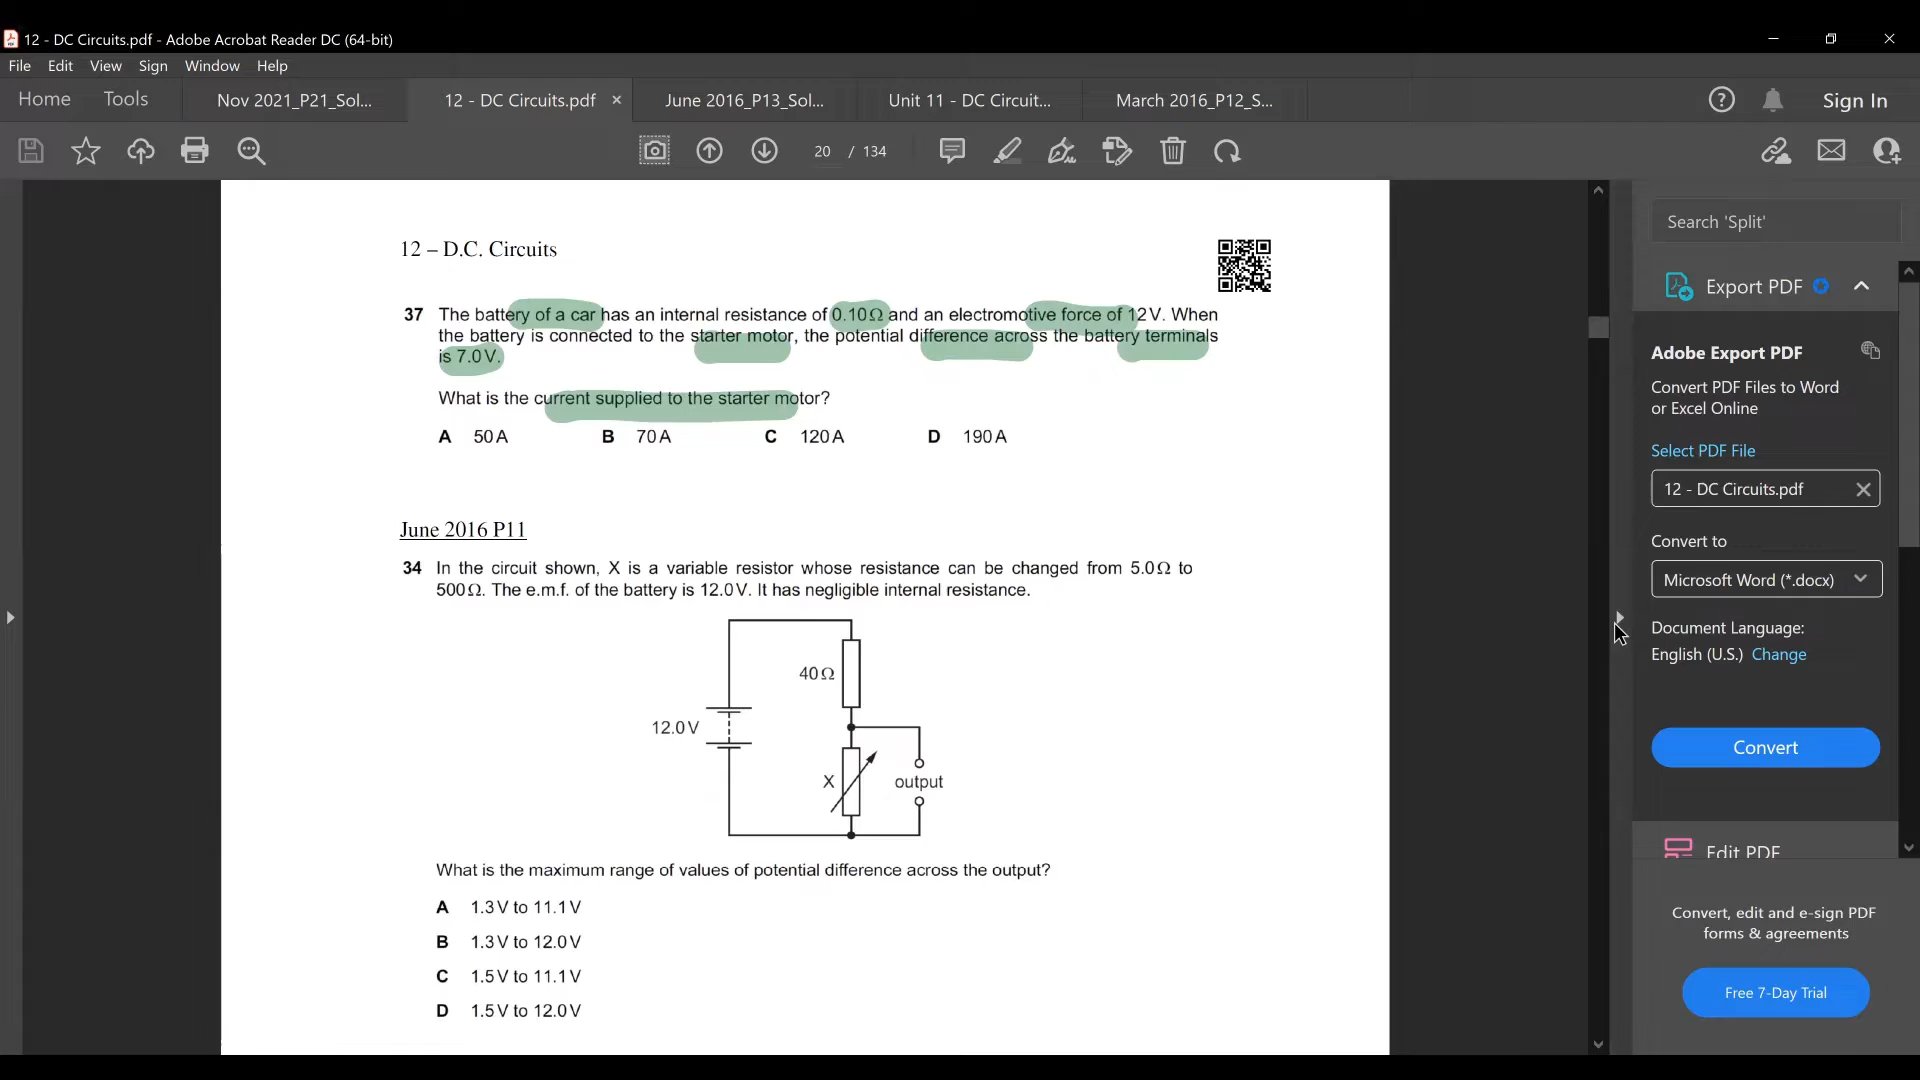 12 - DC Circuits.pdf - Adobe Acrobat Reader DC (64-bit)
File Edit View Sign Window Help
Home Tools Nov 2021_P21_Sol... 12 - DC Circuits.pdf × June 2016_P13_Sol... Unit 11 - DC Circuit... March 2016_P12_S... Sign In
20 / 134
Search 'Split'
12 – D.C. Circuits
37 The battery of a car has an internal resistance of 0.10Ω and an electromotive force of 12V. When
the battery is connected to the starter motor, the potential difference across the battery terminals
is 7.0V.
What is the current supplied to the starter motor?
A 50A B 70A C 120A D 190A
June 2016 P11
34 In the circuit shown, X is a variable resistor whose resistance can be changed from 5.0Ω to
500Ω. The e.m.f. of the battery is 12.0V. It has negligible internal resistance.
40Ω
12.0V
X
output
What is the maximum range of values of potential difference across the output?
A 1.3V to 11.1V
B 1.3V to 12.0V
C 1.5V to 11.1V
D 1.5V to 12.0V
Export PDF
Adobe Export PDF
Convert PDF Files to Word
or Excel Online
Select PDF File
12 - DC Circuits.pdf
Convert to
Microsoft Word (*.docx)
Document Language:
English (U.S.) Change
Convert
Edit PDF
Convert, edit and e-sign PDF
forms & agreements
Free 7-Day Trial